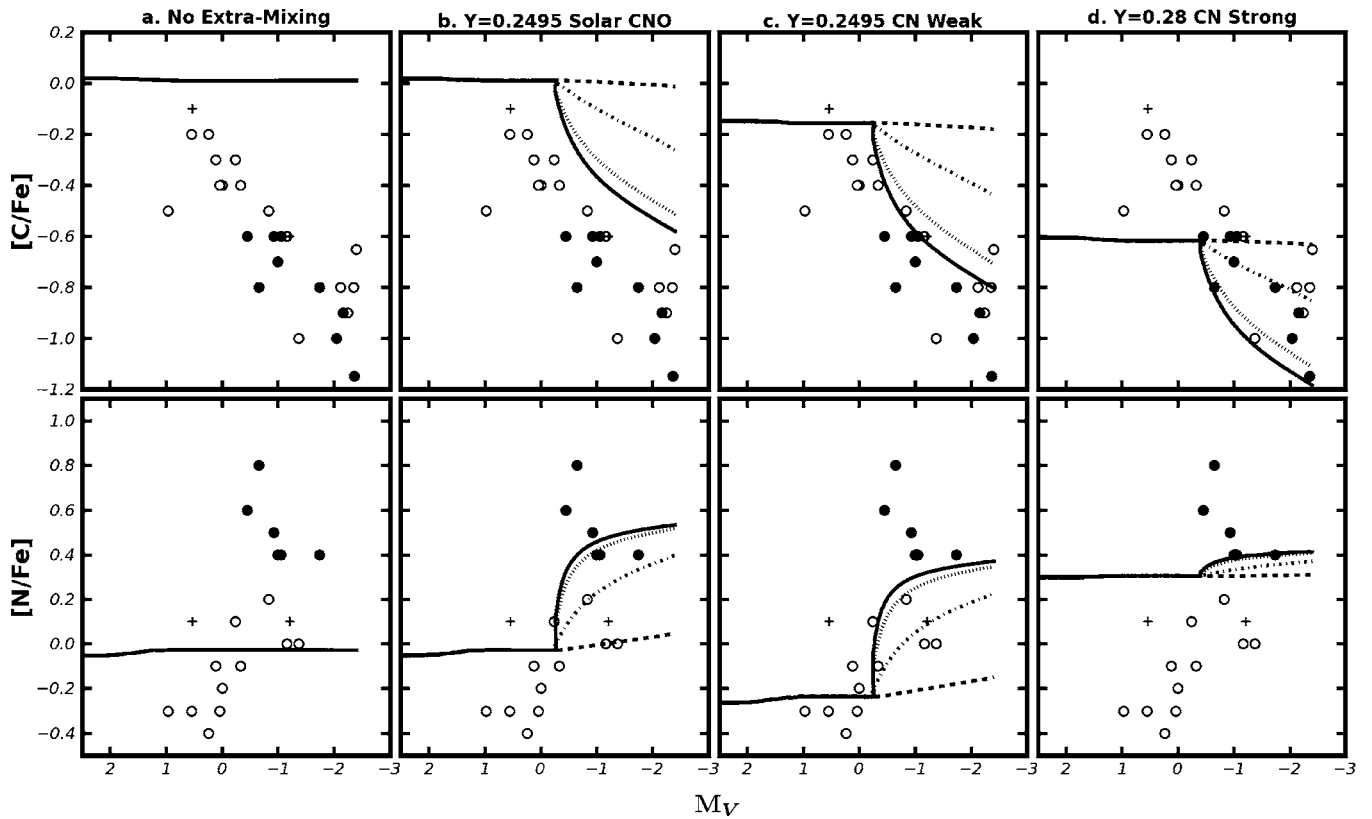 a. No Extra-Mixing
b. Y=0.2495 Solar CNO
c. Y=0.2495 CN Weak
d. Y=0.28 CN Strong
[C/Fe]
0.2
0.0
−0.2
−0.4
−0.6
−0.8
−1.0
−1.2
[N/Fe]
1.0
0.8
0.6
0.4
0.2
0.0
−0.2
−0.4
2 1 0 −1 −2 −3 2 1 0 −1 −2 −3 2 1 0 −1 −2 −3 2 1 0 −1 −2 −3
M_V